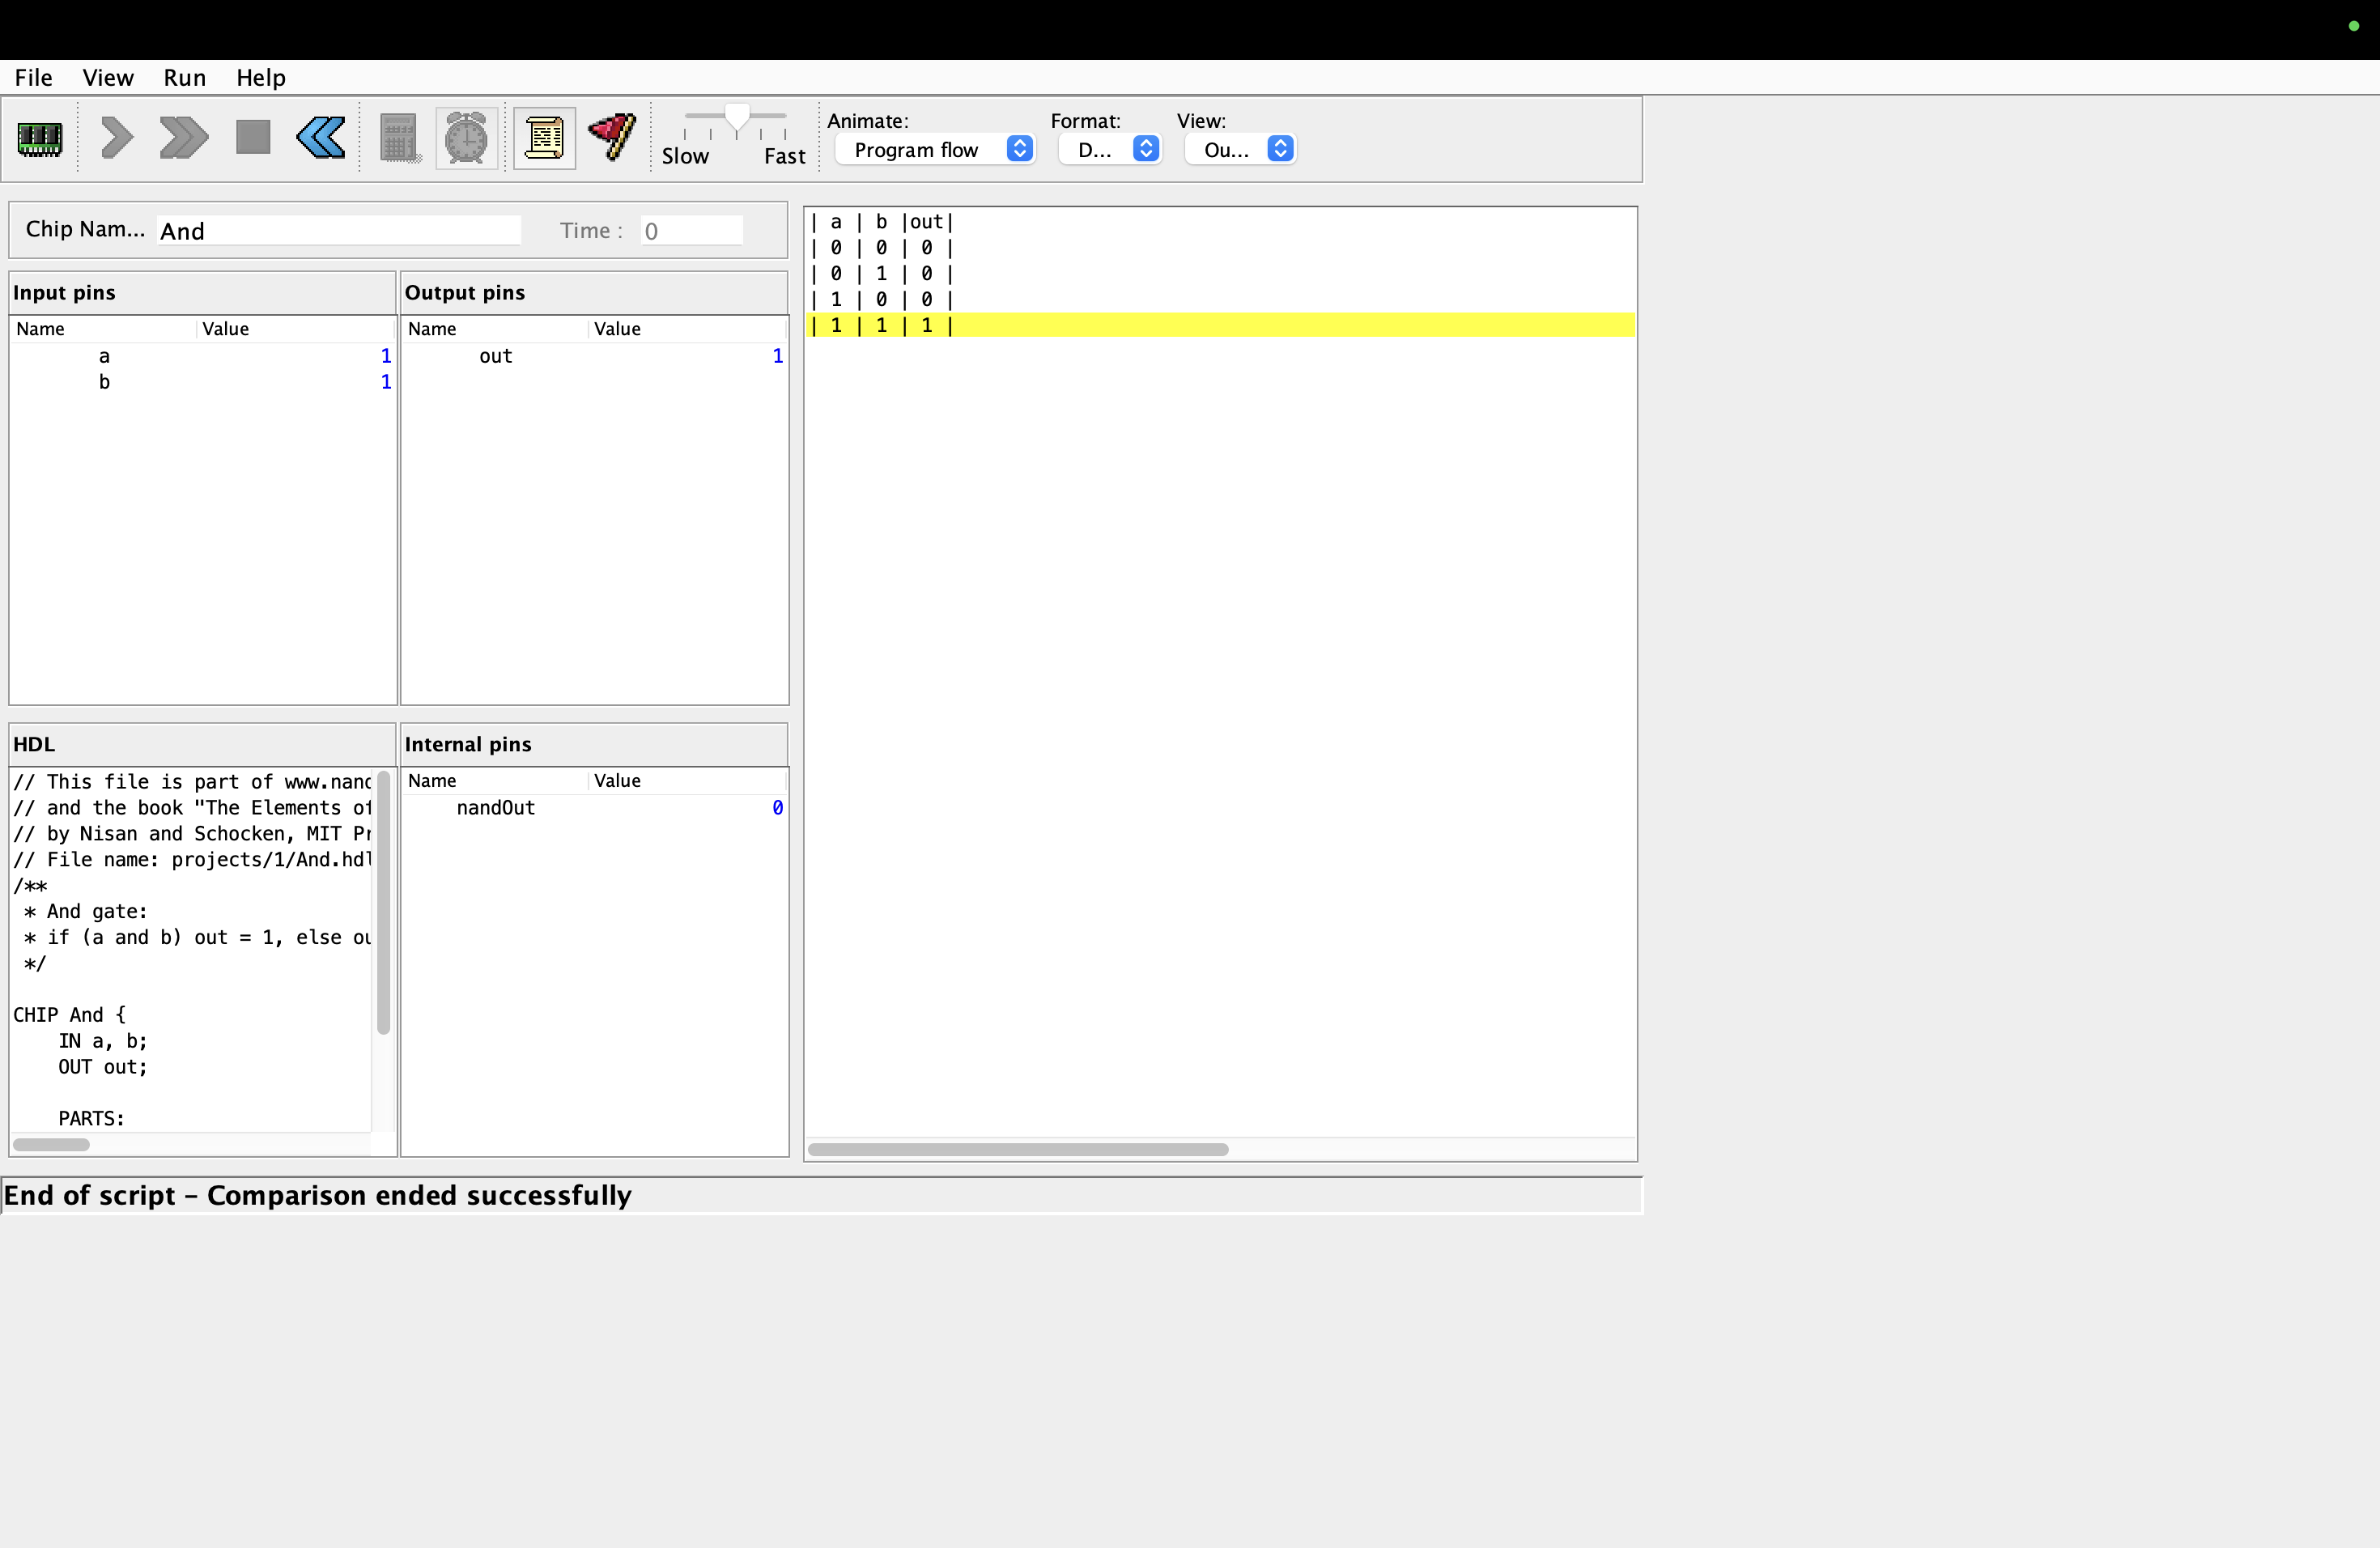 File View Run Help
Animate: Format: View:
Slow Fast Program flow D... Ou...
Chip Nam... And Time : 0
Input pins Output pins
Name Value Name Value
a 1 out 1
b 1
HDL Internal pins
// This file is part of www.nand
// and the book "The Elements of
// by Nisan and Schocken, MIT Pr
// File name: projects/1/And.hdl
/**
* And gate:
* if (a and b) out = 1, else ou
*/
CHIP And {
IN a, b;
OUT out;
PARTS:
Name Value
nandOut 0
| a | b |out|
| 0 | 0 | 0 |
| 0 | 1 | 0 |
| 1 | 0 | 0 |
| 1 | 1 | 1 |
End of script – Comparison ended successfully